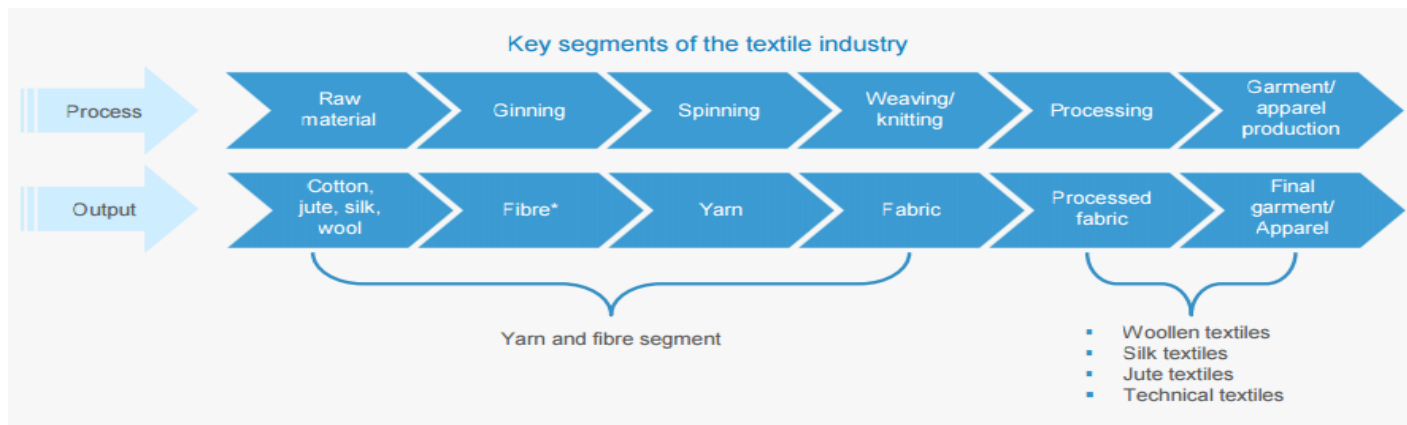 Key segments of the textile industry
Process
Raw
material
Ginning
Spinning
Weaving/
knitting
Processing
Garment/
apparel
production
Output
Cotton,
jute, silk,
wool
Fibre*
Yarn
Fabric
Processed
fabric
Final
garment/
Apparel
Yarn and fibre segment
▪ Woollen textiles
▪ Silk textiles
▪ Jute textiles
▪ Technical textiles